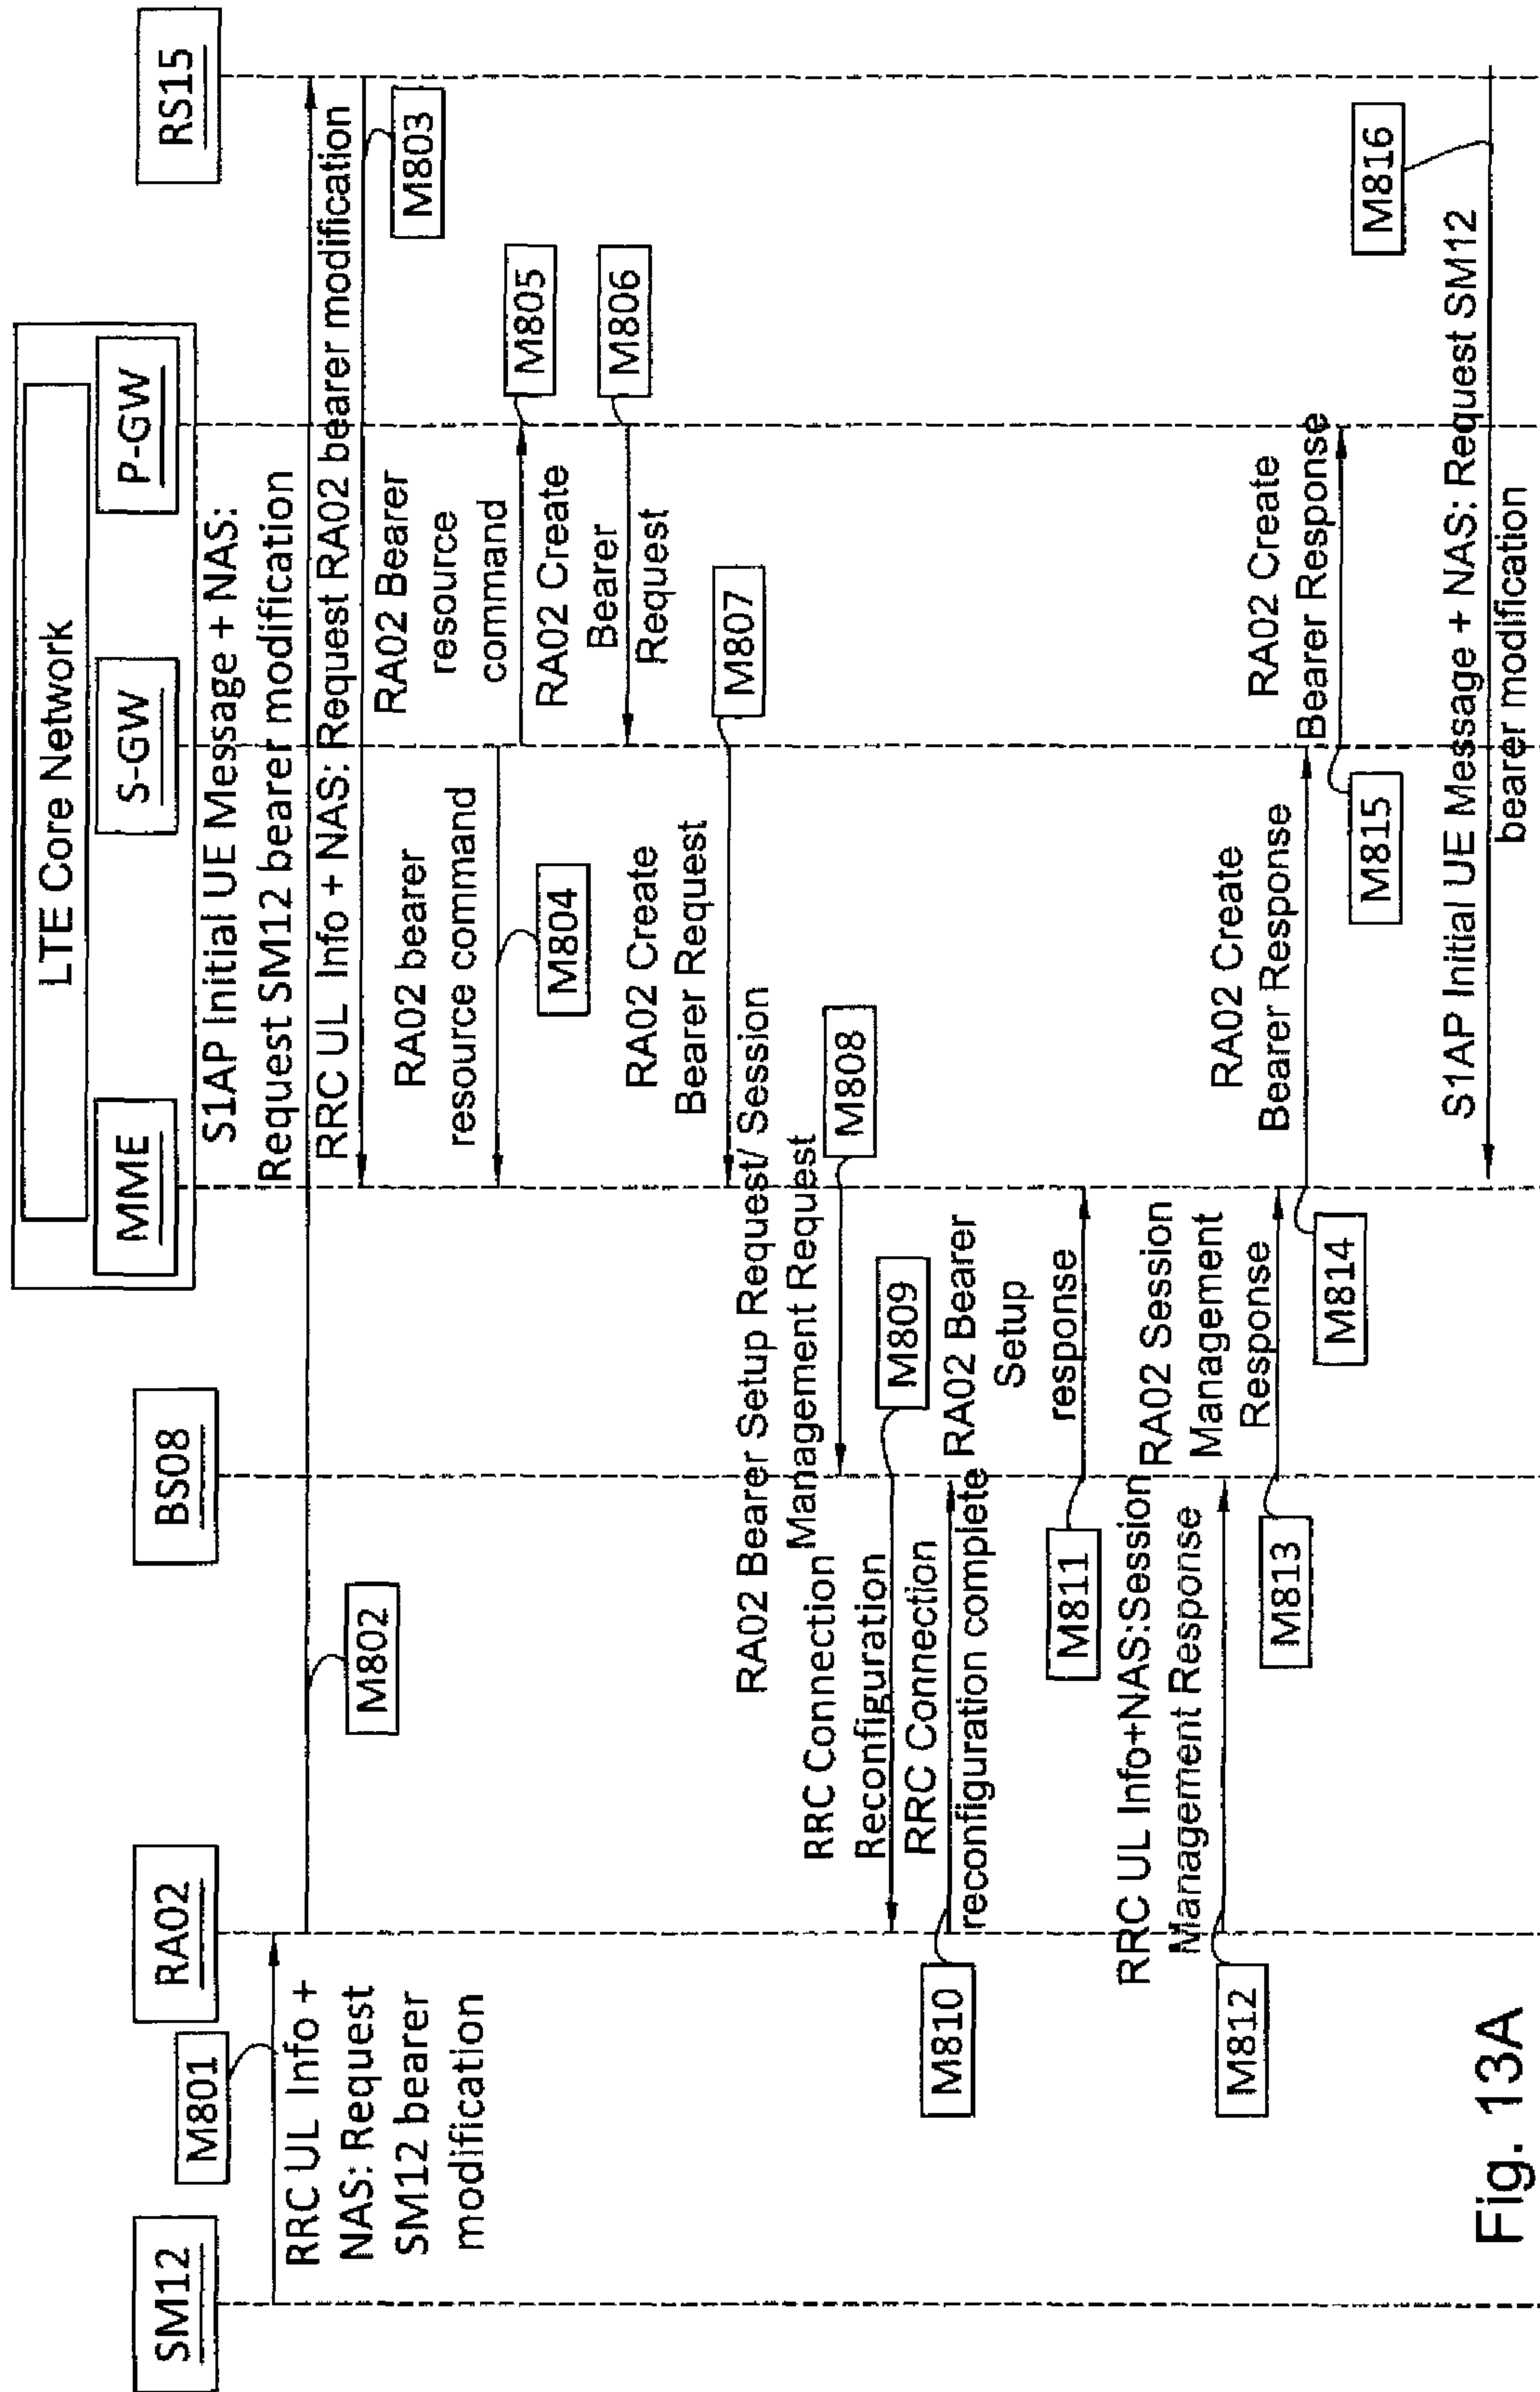 LTE Core Network
SM12
RA02
BS08
MME
S-GW
P-GW
RS15
M801
RRC UL Info +
NAS: Request
SM12 bearer
modification
S1AP Initial UE Message + NAS:
Request SM12 bearer modification
M802
RRC UL Info + NAS: Request RA02 bearer modification
M803
RA02 bearer
resource command
M804
RA02 Bearer
resource
command
M805
RA02 Create
Bearer
Request
M806
RA02 Create
Bearer Request
M807
RA02 Bearer Setup Request/ Session
Management Request
M808
RRC Connection
Reconfiguration
M809
RRC Connection
reconfiguration complete
M810
RA02 Bearer
Setup
response
M811
RRC UL Info+NAS:Session
Management Response
M812
RA02 Session
Management
Response
M813
RA02 Create
Bearer Response
M814
RA02 Create
Bearer Response
M815
M816
S1AP Initial UE Message + NAS: Request SM12
bearer modification
Fig. 13A